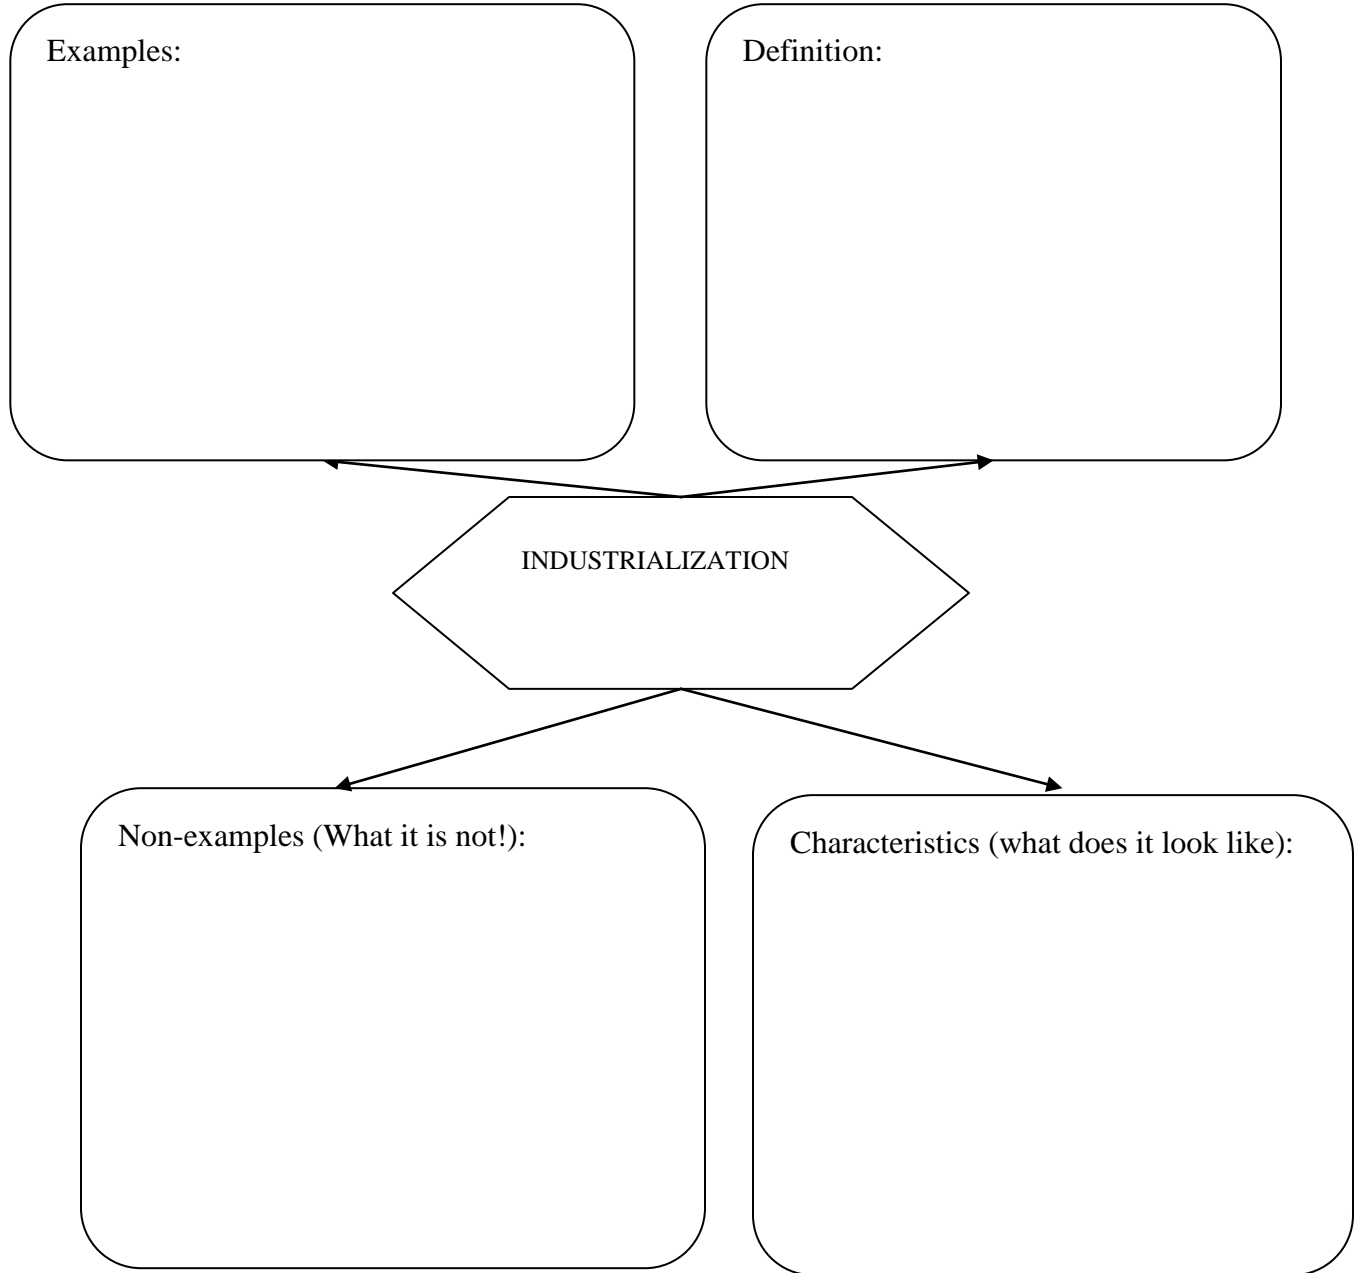 Examples:
Definition:
INDUSTRIALIZATION
Non-examples (What it is not!):
Characteristics (what does it look like):